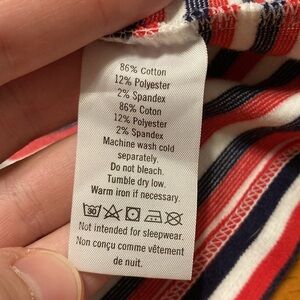 86% Cotton
12% Polyester
2% Spandex
86% Coton
12% Polyester
2% Spandex
Machine wash cold
separately.
Do not bleach.
Tumble dry low.
Warm iron if necessary.
30
Not intended for sleepwear.
Non conçu comme vêtement
de nuit.